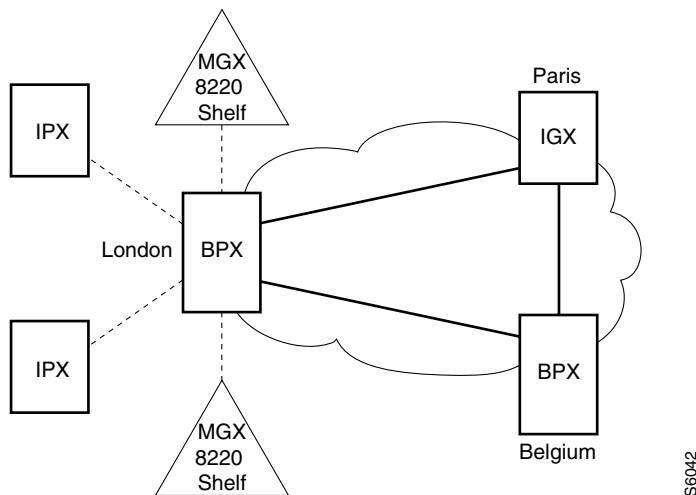 MGX
8220
Shelf
Paris
IPX
IGX
London
BPX
IPX
BPX
MGX
8220
Shelf
Belgium
S6042